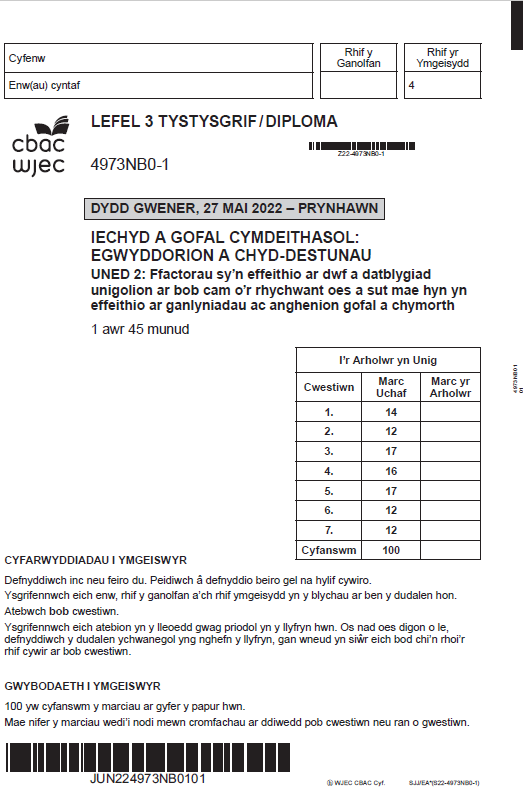 Cyfenw
Rhif y
Ganolfan
Rhif yr
Ymgeisydd
Enw(au) cyntaf
4
cbac
wjec
LEFEL 3 TYSTYSGRIF/DIPLOMA
4973NB0-1
Z22-4973NB0-1
DYDD GWENER, 27 MAI 2022 – PRYNHAWN
IECHYD A GOFAL CYMDEITHASOL:
EGWYDDORION A CHYD-DESTUNAU
UNED 2: Ffactorau sy'n effeithio ar dwf a datblygiad
unigolion ar bob cam o'r rhychwant oes a sut mae hyn yn
effeithio ar ganlyniadau ac anghenion gofal a chymorth
1 awr 45 munud
I'r Arholwr yn Unig
Cwestiwn
Marc
Uchaf
Marc yr
Arholwr
1. 14
2. 12
3. 17
4. 16
5. 17
6. 12
7. 12
Cyfanswm 100
4973NB01
01
CYFARWYDDIADAU I YMGEISWYR
Defnyddiwch inc neu feiro du. Peidiwch â defnyddio beiro gel na hylif cywiro.
Ysgrifennwch eich enw, rhif y ganolfan a'ch rhif ymgeisydd yn y blychau ar ben y dudalen hon.
Atebwch bob cwestiwn.
Ysgrifennwch eich atebion yn y lleoedd gwag priodol yn y llyfryn hwn. Os nad oes digon o le,
defnyddiwch y dudalen ychwanegol yng nghefn y llyfryn, gan wneud yn siŵr eich bod chi'n rhoi'r
rhif cywir ar bob cwestiwn.
GWYBODAETH I YMGEISWYR
100 yw cyfanswm y marciau ar gyfer y papur hwn.
Mae nifer y marciau wedi'i nodi mewn cromfachau ar ddiwedd pob cwestiwn neu ran o gwestiwn.
JUN224973NB0101
© WJEC CBAC Cyf.
SJJ/EA*(S22-4973NB0-1)